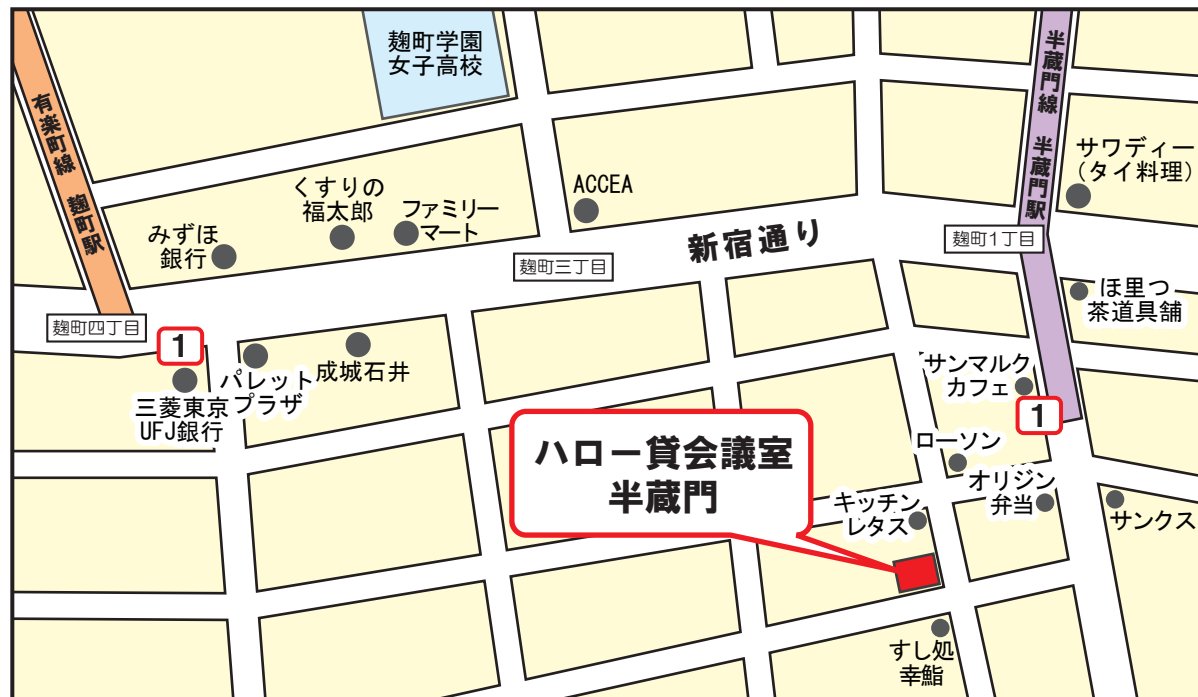 麹町学園
女子高校
半蔵門線 半蔵門駅
有楽町線 麹町駅
サワディー
(タイ料理)
くすりの
福太郎
ファミリー
マート
ACCEA
みずほ
銀行
新宿通り
麹町1丁目
麹町三丁目
ほ里つ
茶道具舗
麹町四丁目
1
パレット
プラザ
成城石井
三菱東京
UFJ銀行
サンマルク
カフェ
1
ハロー貸会議室
半蔵門
ローソン
オリジン
弁当
キッチン
レタス
サンクス
すし処
幸鮨